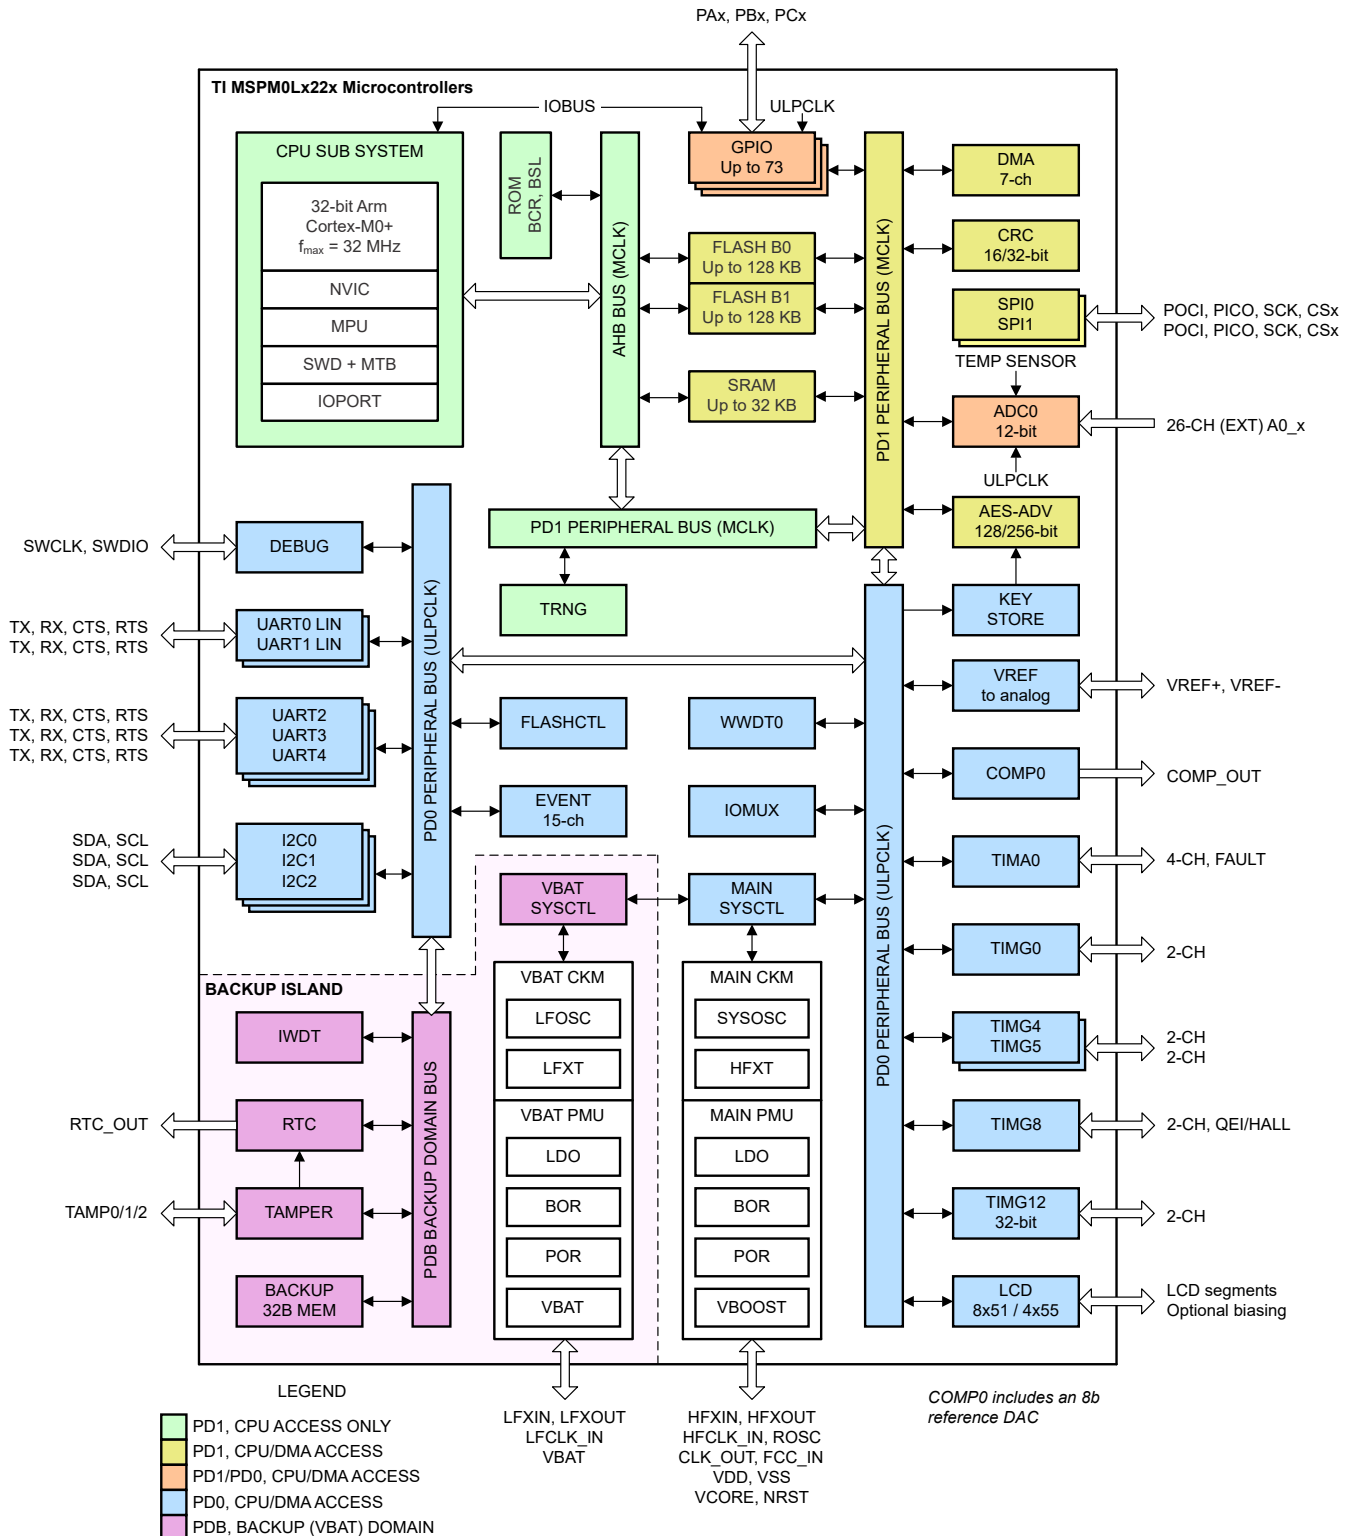 PAx, PBx, PCx
TI MSPM0Lx22x Microcontrollers
IOBUS
ULPCLK
CPU SUB SYSTEM
32-bit Arm
Cortex-M0+
fmax = 32 MHz
NVIC
MPU
SWD + MTB
IOPORT
ROM
BCR, BSL
AHB BUS (MCLK)
GPIO
Up to 73
FLASH B0
Up to 128 KB
FLASH B1
Up to 128 KB
SRAM
Up to 32 KB
PD1 PERIPHERAL BUS (MCLK)
DMA
7-ch
CRC
16/32-bit
SPI0
SPI1
POCI, PICO, SCK, CSx
POCI, PICO, SCK, CSx
TEMP SENSOR
ADC0
12-bit
26-CH (EXT) A0_x
ULPCLK
AES-ADV
128/256-bit
PD1 PERIPHERAL BUS (MCLK)
TRNG
SWCLK, SWDIO
DEBUG
TX, RX, CTS, RTS
TX, RX, CTS, RTS
UART0 LIN
UART1 LIN
TX, RX, CTS, RTS
TX, RX, CTS, RTS
TX, RX, CTS, RTS
UART2
UART3
UART4
SDA, SCL
SDA, SCL
SDA, SCL
I2C0
I2C1
I2C2
PD0 PERIPHERAL BUS (ULPCLK)
FLASHCTL
EVENT
15-ch
WWDT0
IOMUX
VBAT
SYSCTL
MAIN
SYSCTL
PD0 PERIPHERAL BUS (ULPCLK)
KEY
STORE
VREF
to analog
VREF+, VREF-
COMP0
COMP_OUT
TIMA0
4-CH, FAULT
TIMG0
2-CH
TIMG4
TIMG5
2-CH
2-CH
TIMG8
2-CH, QEI/HALL
TIMG12
32-bit
2-CH
LCD
8x51 / 4x55
LCD segments
Optional biasing
BACKUP ISLAND
IWDT
RTC_OUT
RTC
TAMP0/1/2
TAMPER
BACKUP
32B MEM
PDB BACKUP DOMAIN BUS
VBAT CKM
LFOSC
LFXT
VBAT PMU
LDO
BOR
POR
VBAT
MAIN CKM
SYSOSC
HFXT
MAIN PMU
LDO
BOR
POR
VBOOST
LFXIN, LFXOUT
LFCLK_IN
VBAT
HFXIN, HFXOUT
HFCLK_IN, ROSC
CLK_OUT, FCC_IN
VDD, VSS
VCORE, NRST
COMP0 includes an 8b
reference DAC
LEGEND
PD1, CPU ACCESS ONLY
PD1, CPU/DMA ACCESS
PD1/PD0, CPU/DMA ACCESS
PD0, CPU/DMA ACCESS
PDB, BACKUP (VBAT) DOMAIN